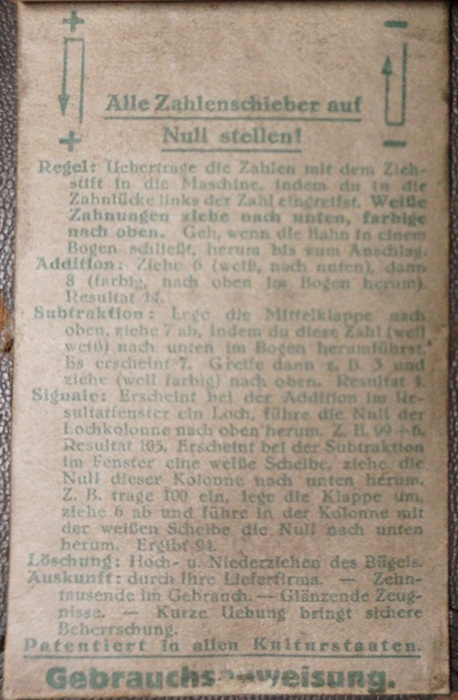 + −
Alle Zahlenschieber auf
Null stellen!
+ −
Regel: Uebertrage die Zahlen mit dem Zieh-
stift in die Maschine, indem du in die
Zahnlücke links der Zahl eingreifst. Weiße
Zahnungen ziehe nach unten, farbige
nach oben. Geh, wenn die Bahn in einem
Bogen schließt, herum bis zum Anschlag.
Addition: Ziehe 6 (weiß, nach unten), dann
8 (farbig, nach oben im Bogen herum).
Resultat 14.
Subtraktion: Lege die Mittelklappe nach
oben, ziehe 7 ab, indem du diese Zahl (weil
weiß) nach unten im Bogen herumführst.
Es erscheint 7. Greife dann z. B. 3 und
ziehe (weil farbig) nach oben. Resultat 4.
Signale: Erscheint bei der Addition im Re-
sultatfenster ein Loch, führe die Null der
Lochkolonne nach oben herum. Z. B. 99 + 6.
Resultat 105. Erscheint bei der Subtraktion
im Fenster eine weiße Scheibe, ziehe die
Null dieser Kolonne nach unten herum.
Z. B. trage 100 ein, lege die Klappe um,
ziehe 6 ab und führe in der Kolonne mit
der weißen Scheibe die Null nach unten
herum. Ergibt 94.
Löschung: Hoch- u. Niederziehen des Bügels.
Auskunft: durch Ihre Lieferfirma. — Zehn-
tausende im Gebrauch. — Glänzende Zeug-
nisse. — Kurze Uebung bringt sichere
Beherrschung.
Patentiert in allen Kulturstaaten.
Gebrauchsanweisung.